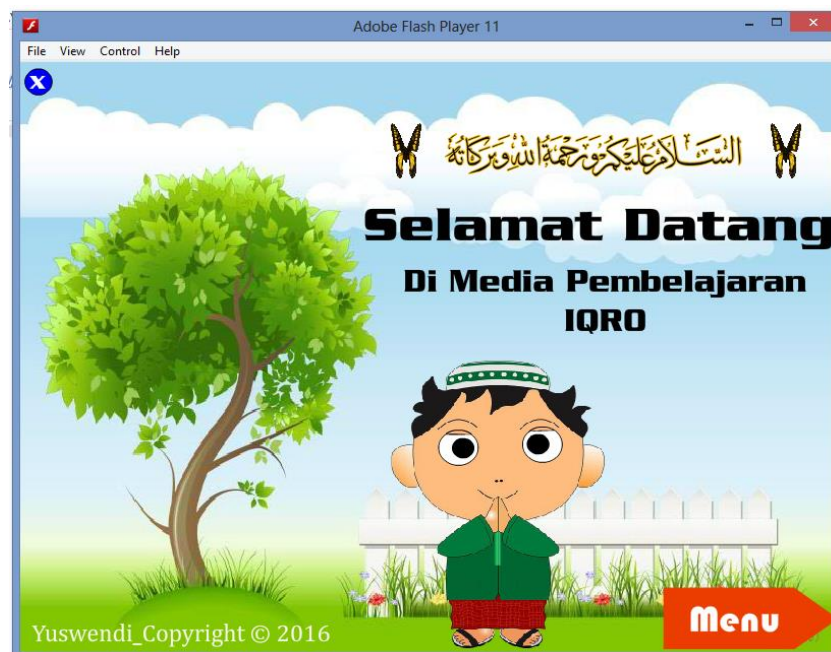 Adobe Flash Player 11
File View Control Help
X
السَّلَامُ عَلَيْكُمْ وَرَحْمَةُ اللهِ وَبَرَكَاتُهُ
Selamat Datang
Di Media Pembelajaran
IQRO
Yuswendi_Copyright © 2016
Menu